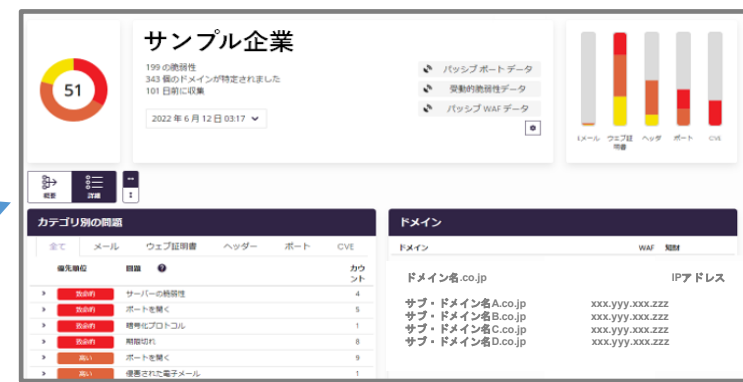 サンプル企業
51
199 の脆弱性
343 個のドメインが特定されました
101 日前に収集
2022 年 6 月 12 日 03:17
パッシブ ポート データ
受動的脆弱性データ
パッシブ WAF データ
Eメール ウェブ証明書 ヘッダ ポート CVE
概要 詳細
カテゴリ別の問題
全て メール ウェブ証明書 ヘッダー ポート CVE
優先順位 問題 カウント
致命的 サーバーの脆弱性 4
致命的 ポートを開く 5
致命的 暗号化プロトコル 1
致命的 期限切れ 8
高い ポートを開く 9
高い 侵害された電子メール 1
ドメイン
ドメイン WAF
ドメイン名.co.jp IPアドレス
サブ・ドメイン名A.co.jp xxx.yyy.xxx.zzz
サブ・ドメイン名B.co.jp xxx.yyy.xxx.zzz
サブ・ドメイン名C.co.jp xxx.yyy.xxx.zzz
サブ・ドメイン名D.co.jp xxx.yyy.xxx.zzz